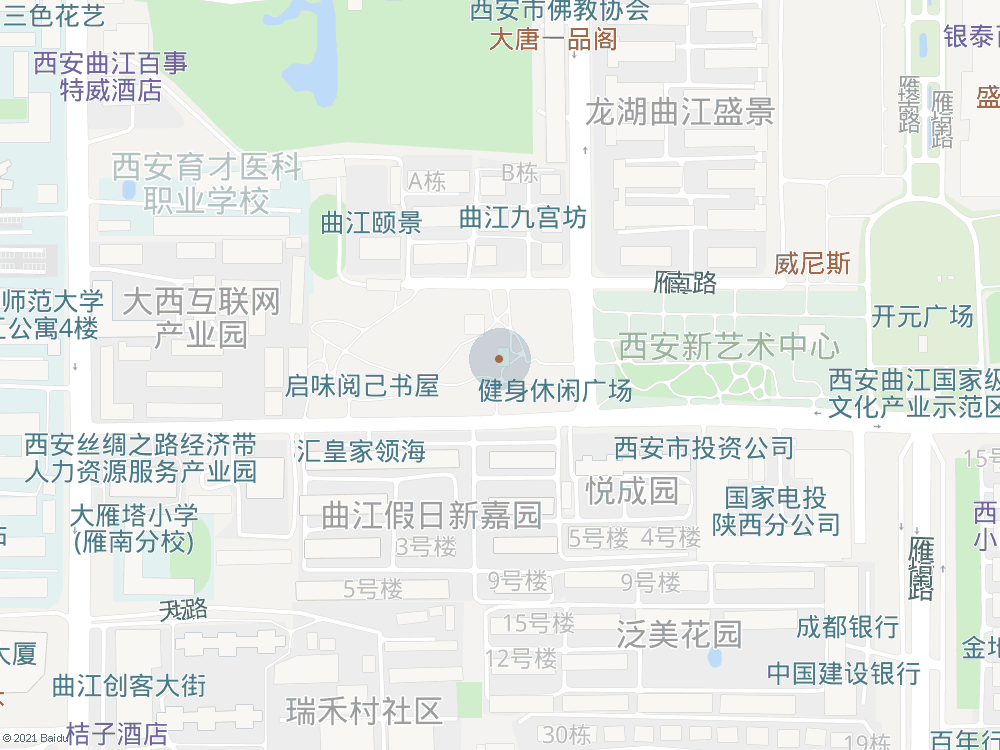 三色花艺
西安市佛教协会
大唐一品阁
银泰百
西安曲江百事
特威酒店
龙湖曲江盛景
雁塔南路
雁塔南路
盛
西安育才医科
职业学校
A栋
B栋
曲江颐景
曲江九宫坊
威尼斯
雁南一路
师范大学
江公寓4楼
大西互联网
产业园
开元广场
西安新艺术中心
启味阅己书屋
健身休闲广场
西安曲江国家级
文化产业示范区
西安丝绸之路经济带
人力资源服务产业园
汇皇家领海
西安市投资公司
15号
悦成园
国家电投
陕西分公司
大雁塔小学
(雁南分校)
曲江假日新嘉园
3号楼
5号楼
4号楼
西
小
雁塔南路
5号楼
9号楼
9号楼
15号楼
泛美花园
成都银行
12号楼
大厦
中国建设银行
金地
曲江创客大街
瑞禾村社区
桔子酒店
30栋
19栋
百年行
© 2021 Baidu